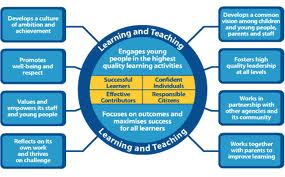 Develops a culture
of ambition and
achievement
Promotes
well-being and
respect
Values and
empowers its staff
and young people
Reflects on its
own work
and thrives
on challenge
Learning and Teaching
Engages young
people in the highest
quality learning activities
Successful
Learners
Confident
Individuals
Effective
Contributors
Responsible
Citizens
Focuses on outcomes and
maximises success
for all learners
Learning and Teaching
Develops a common
vision among children
and young people,
parents and staff
Fosters high
quality leadership
at all levels
Works in
partnership with
other agencies and
its community
Works together
with parents to
improve learning